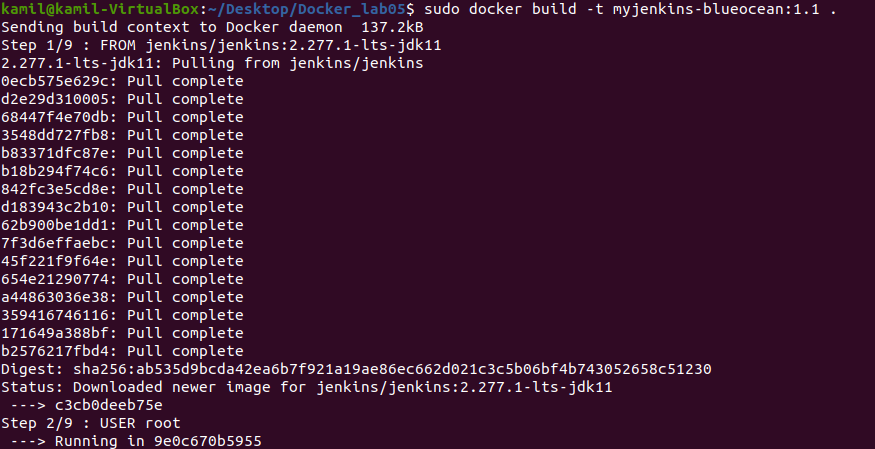 kamil@kamil-VirtualBox:~/Desktop/Docker_lab05$ sudo docker build -t myjenkins-blueocean:1.1 .
Sending build context to Docker daemon  137.2kB
Step 1/9 : FROM jenkins/jenkins:2.277.1-lts-jdk11
2.277.1-lts-jdk11: Pulling from jenkins/jenkins
0ecb575e629c: Pull complete
d2e29d310005: Pull complete
68447f4e70db: Pull complete
3548dd727fb8: Pull complete
b83371dfc87e: Pull complete
b18b294f74c6: Pull complete
842fc3e5cd8e: Pull complete
d183943c2b10: Pull complete
62b900be1dd1: Pull complete
7f3d6effaebc: Pull complete
45f221f9f64e: Pull complete
654e21290774: Pull complete
a44863036e38: Pull complete
359416746116: Pull complete
171649a388bf: Pull complete
b2576217fbd4: Pull complete
Digest: sha256:ab535d9bcda42ea6b7f921a19ae86ec662d021c3c5b06bf4b743052658c51230
Status: Downloaded newer image for jenkins/jenkins:2.277.1-lts-jdk11
 ---> c3cb0deeb75e
Step 2/9 : USER root
 ---> Running in 9e0c670b5955